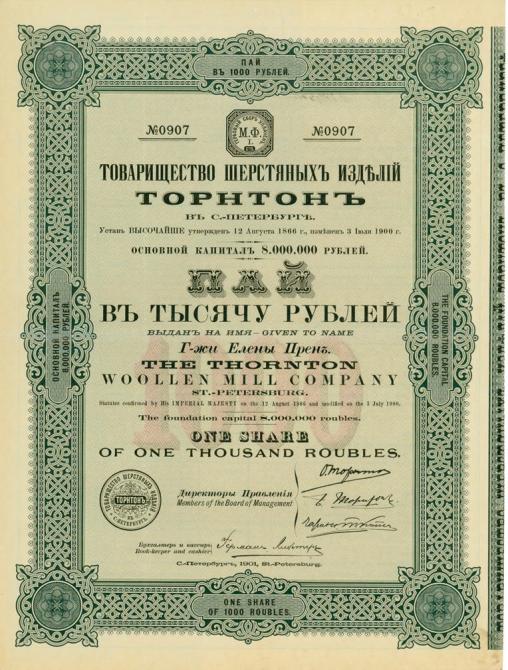 ПАЙ
ВЪ 1000 РУБЛЕЙ.
№0907
М.Ф.
I.
№0907
ТОВАРИЩЕСТВО ШЕРСТЯНЫХЪ ИЗДѢЛІЙ
ТОРНТОНЪ
ВЪ С.-ПЕТЕРБУРГѢ.
Уставъ ВЫСОЧАЙШЕ утвержденъ 12 Августа 1866 г., измѣненъ 3 Іюля 1900 г.
ОСНОВНОЙ КАПИТАЛЪ 8.000.000 РУБЛЕЙ.
ПАЙ
ВЪ ТЫСЯЧУ РУБЛЕЙ
ВЫДАНЪ НА ИМЯ — GIVEN TO NAME
Г-жи Елены Пренъ.
THE THORNTON
WOOLLEN MILL COMPANY
ST.-PETERSBURG.
Statutes confirmed by His IMPERIAL MAJESTY on the 12 August 1866 and modified on the 3 July 1900.
The foundation capital 8,000,000 roubles.
ONE SHARE
OF ONE THOUSAND ROUBLES.
ОСНОВНОЙ КАПИТАЛЪ
8.000.000 РУБЛЕЙ.
THE FOUNDATION CAPITAL
8,000,000 ROUBLES.
ТОВАРИЩЕСТВО ШЕРСТЯНЫХЪ ИЗДѢЛІЙ
ТОРНТОНЪ
ВЪ
С.-ПЕТЕРБУРГѢ.
Директоры Правленія
Members of the Board of Management
Бухгалтеръ и кассиръ
Book-keeper and cashier
С.-Петербургъ, 1901, St.-Petersburg.
ONE SHARE
OF 1000 ROUBLES.